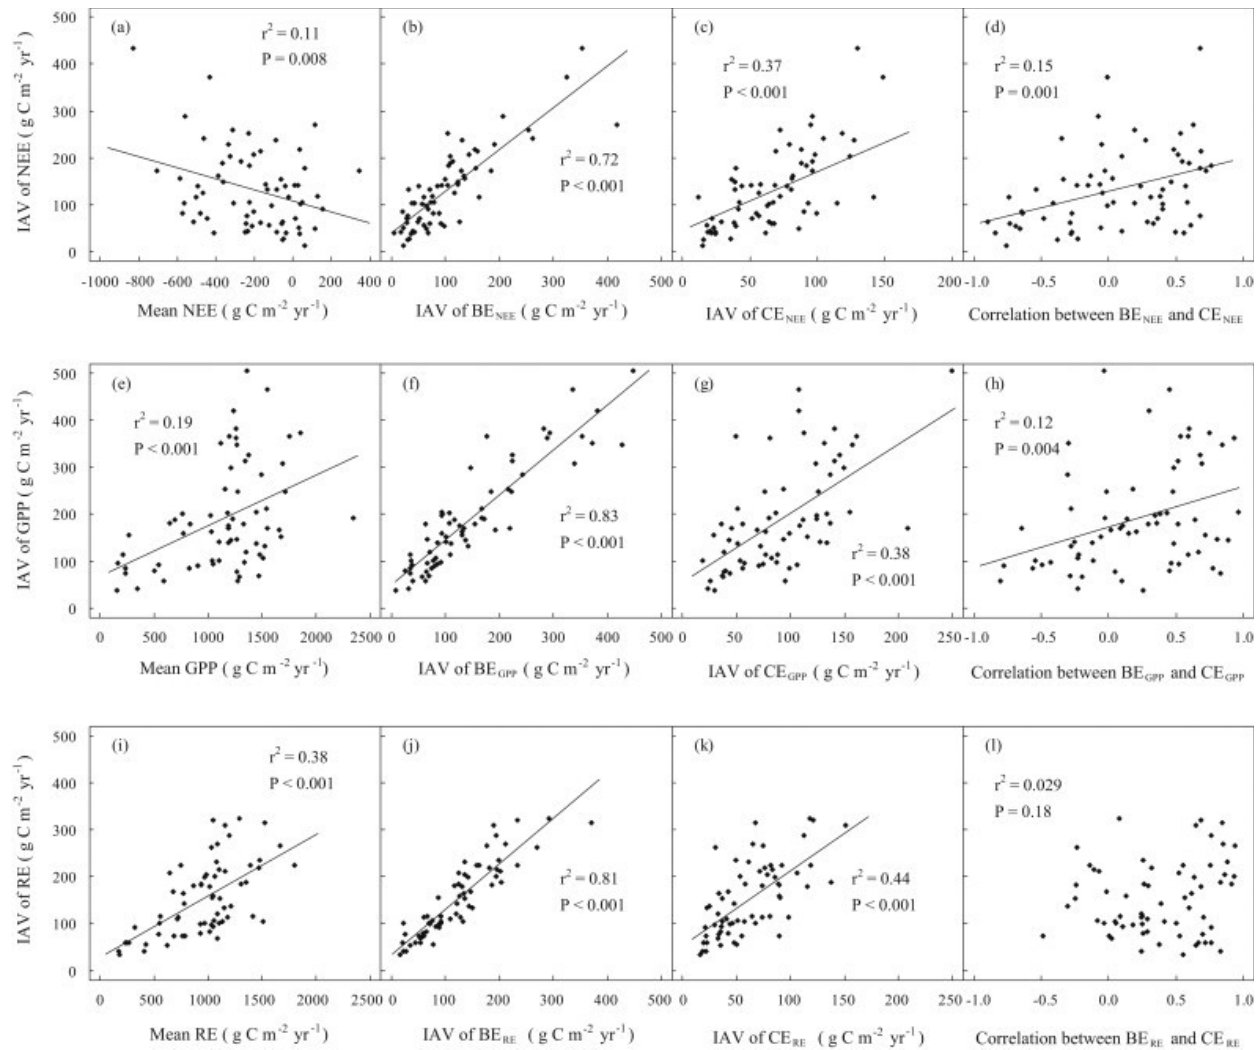 (a) (b) (c) (d)
r² = 0.11
P = 0.008
r² = 0.72
P < 0.001
r² = 0.37
P < 0.001
r² = 0.15
P = 0.001
IAV of NEE ( g C m⁻² yr⁻¹)
500
400
300
200
100
0
-1000 -800 -600 -400 -200 0 200 400
0 100 200 300 400 500
0 50 100 150 200
-1.0 -0.5 0.0 0.5 1.0
Mean NEE ( g C m⁻² yr⁻¹)
IAV of BE_NEE ( g C m⁻² yr⁻¹)
IAV of CE_NEE ( g C m⁻² yr⁻¹)
Correlation between BE_NEE and CE_NEE
(e) (f) (g) (h)
r² = 0.19
P < 0.001
r² = 0.83
P < 0.001
r² = 0.38
P < 0.001
r² = 0.12
P = 0.004
IAV of GPP ( g C m⁻² yr⁻¹)
500
400
300
200
100
0
0 500 1000 1500 2000 2500
0 100 200 300 400 500
0 50 100 150 200 250
-1.0 -0.5 0.0 0.5 1.0
Mean GPP ( g C m⁻² yr⁻¹)
IAV of BE_GPP ( g C m⁻² yr⁻¹)
IAV of CE_GPP ( g C m⁻² yr⁻¹)
Correlation between BE_GPP and CE_GPP
(i) (j) (k) (l)
r² = 0.38
P < 0.001
r² = 0.81
P < 0.001
r² = 0.44
P < 0.001
r² = 0.029
P = 0.18
IAV of RE ( g C m⁻² yr⁻¹)
500
400
300
200
100
0
0 500 1000 1500 2000 2500
0 100 200 300 400 500
0 50 100 150 200 250
-1.0 -0.5 0.0 0.5 1.0
Mean RE ( g C m⁻² yr⁻¹)
IAV of BE_RE ( g C m⁻² yr⁻¹)
IAV of CE_RE ( g C m⁻² yr⁻¹)
Correlation between BE_RE and CE_RE